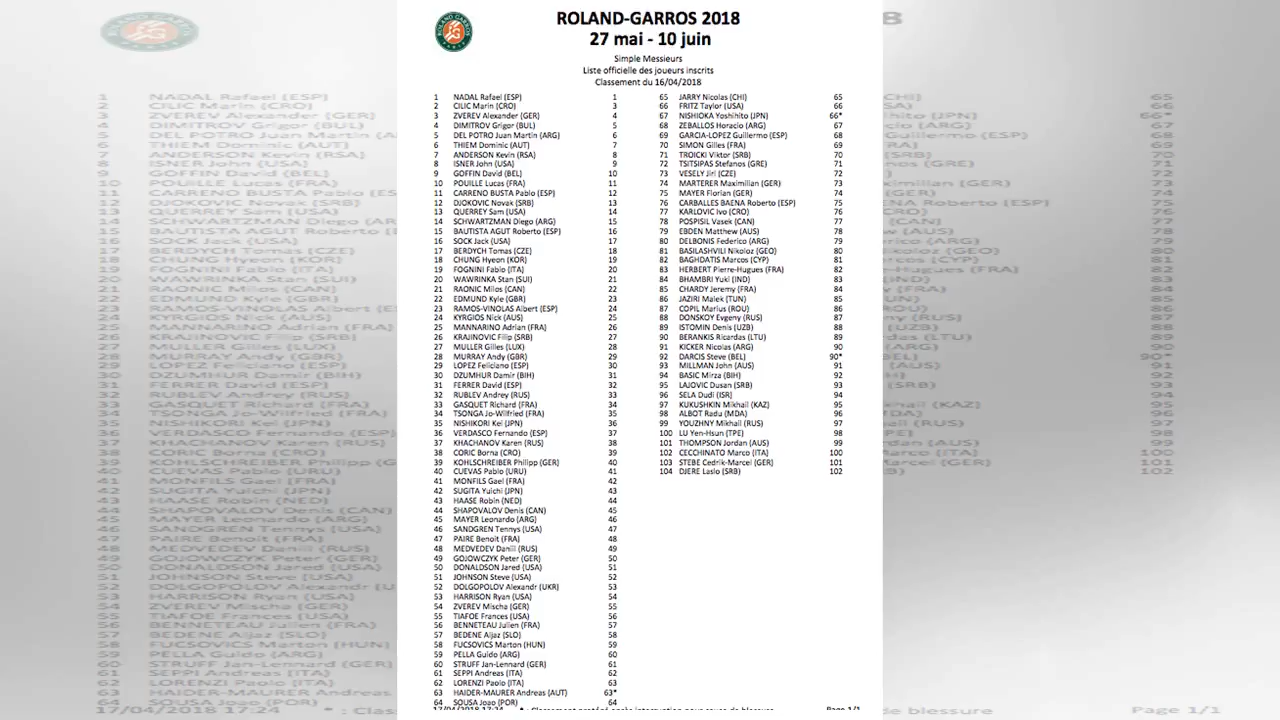 ROLAND-GARROS 2018
27 mai - 10 juin
Simple Messieurs
Liste officielle des joueurs inscrits
Classement du 16/04/2018
1 NADAL Rafael (ESP) 1
2 CILIC Marin (CRO) 3
3 ZVEREV Alexander (GER) 4
4 DIMITROV Grigor (BUL) 5
5 DEL POTRO Juan Martin (ARG) 6
6 THIEM Dominic (AUT) 7
7 ANDERSON Kevin (RSA) 8
8 ISNER John (USA) 9
9 GOFFIN David (BEL) 10
10 POUILLE Lucas (FRA) 11
11 CARRENO BUSTA Pablo (ESP) 12
12 DJOKOVIC Novak (SRB) 13
13 QUERREY Sam (USA) 14
14 SCHWARTZMAN Diego (ARG) 15
15 BAUTISTA AGUT Roberto (ESP) 16
16 SOCK Jack (USA) 17
17 BERDYCH Tomas (CZE) 18
18 CHUNG Hyeon (KOR) 19
19 FOGNINI Fabio (ITA) 20
20 WAWRINKA Stan (SUI) 21
21 RAONIC Milos (CAN) 22
22 EDMUND Kyle (GBR) 23
23 RAMOS-VINOLAS Albert (ESP) 24
24 KYRGIOS Nick (AUS) 25
25 MANNARINO Adrian (FRA) 26
26 KRAJINOVIC Filip (SRB) 27
27 MULLER Gilles (LUX) 28
28 MURRAY Andy (GBR) 29
29 LOPEZ Feliciano (ESP) 30
30 DZUMHUR Damir (BIH) 31
31 FERRER David (ESP) 32
32 RUBLEV Andrey (RUS) 33
33 GASQUET Richard (FRA) 34
34 TSONGA Jo-Wilfried (FRA) 35
35 NISHIKORI Kei (JPN) 36
36 VERDASCO Fernando (ESP) 37
37 KHACHANOV Karen (RUS) 38
38 CORIC Borna (CRO) 39
39 KOHLSCHREIBER Philipp (GER) 40
40 CUEVAS Pablo (URU) 41
41 MONFILS Gael (FRA) 42
42 SUGITA Yuichi (JPN) 43
43 HAASE Robin (NED) 44
44 SHAPOVALOV Denis (CAN) 45
45 MAYER Leonardo (ARG) 46
46 SANDGREN Tennys (USA) 47
47 PAIRE Benoit (FRA) 48
48 MEDVEDEV Daniil (RUS) 49
49 GOJOWCZYK Peter (GER) 50
50 DONALDSON Jared (USA) 51
51 JOHNSON Steve (USA) 52
52 DOLGOPOLOV Alexandr (UKR) 53
53 HARRISON Ryan (USA) 54
54 ZVEREV Mischa (GER) 55
55 TIAFOE Frances (USA) 56
56 BENNETEAU Julien (FRA) 57
57 BEDENE Aljaz (SLO) 58
58 FUCSOVICS Marton (HUN) 59
59 PELLA Guido (ARG) 60
60 STRUFF Jan-Lennard (GER) 61
61 SEPPI Andreas (ITA) 62
62 LORENZI Paolo (ITA) 63
63 HAIDER-MAURER Andreas (AUT) 63*
64 SOUSA Joao (POR) 64
65 JARRY Nicolas (CHI) 65
66 FRITZ Taylor (USA) 66
67 NISHIOKA Yoshihito (JPN) 66*
68 ZEBALLOS Horacio (ARG) 67
69 GARCIA-LOPEZ Guillermo (ESP) 68
70 SIMON Gilles (FRA) 69
71 TROICKI Viktor (SRB) 70
72 TSITSIPAS Stefanos (GRE) 71
73 VESELY Jiri (CZE) 72
74 MARTERER Maximilian (GER) 73
75 MAYER Florian (GER) 74
76 CARBALLES BAENA Roberto (ESP) 75
77 KARLOVIC Ivo (CRO) 76
78 POSPISIL Vasek (CAN) 77
79 EBDEN Matthew (AUS) 78
80 DELBONIS Federico (ARG) 79
81 BASILASHVILI Nikoloz (GEO) 80
82 BAGHDATIS Marcos (CYP) 81
83 HERBERT Pierre-Hugues (FRA) 82
84 BHAMBRI Yuki (IND) 83
85 CHARDY Jeremy (FRA) 84
86 JAZIRI Malek (TUN) 85
87 COPIL Marius (ROU) 86
88 DONSKOY Evgeny (RUS) 87
89 ISTOMIN Denis (UZB) 88
90 BERANKIS Ricardas (LTU) 89
91 KICKER Nicolas (ARG) 90
92 DARCIS Steve (BEL) 90*
93 MILLMAN John (AUS) 91
94 BASIC Mirza (BIH) 92
95 LAJOVIC Dusan (SRB) 93
96 SELA Dudi (ISR) 94
97 KUKUSHKIN Mikhail (KAZ) 95
98 ALBOT Radu (MDA) 96
99 YOUZHNY Mikhail (RUS) 97
100 LU Yen-Hsun (TPE) 98
101 THOMPSON Jordan (AUS) 99
102 CECCHINATO Marco (ITA) 100
103 STEBE Cedrik-Marcel (GER) 101
104 DJERE Laslo (SRB) 102
17/04/2018 17:24 * : Classement protégé après interruption pour cause de blessure Page 1/1